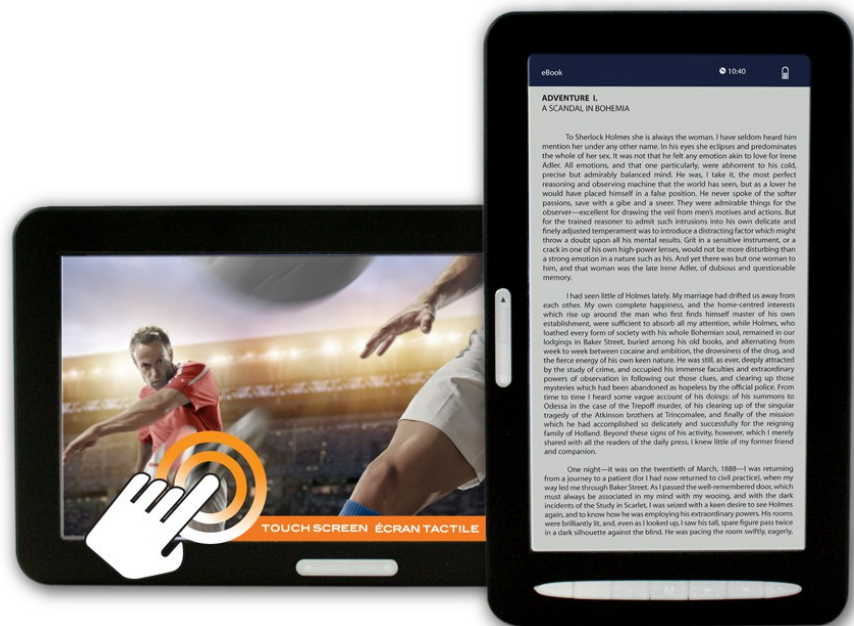 eBook
10:40
ADVENTURE I.
A SCANDAL IN BOHEMIA
To Sherlock Holmes she is always the woman. I have seldom heard him
mention her under any other name. In his eyes she eclipses and predominates
the whole of her sex. It was not that he felt any emotion akin to love for Irene
Adler. All emotions, and that one particularly, were abhorrent to his cold,
precise but admirably balanced mind. He was, I take it, the most perfect
reasoning and observing machine that the world has seen, but as a lover he
would have placed himself in a false position. He never spoke of the softer
passions, save with a gibe and a sneer. They were admirable things for the
observer—excellent for drawing the veil from men's motives and actions. But
for the trained reasoner to admit such intrusions into his own delicate and
finely adjusted temperament was to introduce a distracting factor which might
throw a doubt upon all his mental results. Grit in a sensitive instrument, or a
crack in one of his own high-power lenses, would not be more disturbing than
a strong emotion in a nature such as his. And yet there was but one woman to
him, and that woman was the late Irene Adler, of dubious and questionable
memory.
I had seen little of Holmes lately. My marriage had drifted us away from
each other. My own complete happiness, and the home-centred interests
which rise up around the man who first finds himself master of his own
establishment, were sufficient to absorb all my attention, while Holmes, who
loathed every form of society with his whole Bohemian soul, remained in our
lodgings in Baker Street, buried among his old books, and alternating from
week to week between cocaine and ambition, the drowsiness of the drug, and
the fierce energy of his own keen nature. He was still, as ever, deeply attracted
by the study of crime, and occupied his immense faculties and extraordinary
powers of observation in following out those clues, and clearing up those
mysteries which had been abandoned as hopeless by the official police. From
time to time I heard some vague account of his doings: of his summons to
Odessa in the case of the Trepoff murder, of his clearing up of the singular
tragedy of the Atkinson brothers at Trincomalee, and finally of the mission
which he had accomplished so delicately and successfully for the reigning
family of Holland. Beyond these signs of his activity, however, which I merely
shared with all the readers of the daily press, I knew little of my former friend
and companion.
One night—it was on the twentieth of March, 1888—I was returning
from a journey to a patient (for I had now returned to civil practice), when my
way led me through Baker Street. As I passed the well-remembered door, which
must always be associated in my mind with my wooing, and with the dark
incidents of the Study in Scarlet, I was seized with a keen desire to see Holmes
again, and to know how he was employing his extraordinary powers. His rooms
were brilliantly lit, and, even as I looked up, I saw his tall, spare figure pass twice
in a dark silhouette against the blind. He was pacing the room swiftly, eagerly,
TOUCH SCREEN ÉCRAN TACTILE
M